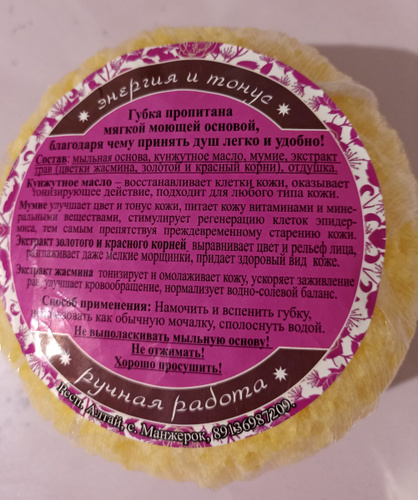 энергия и тонус
Губка пропитана
мягкой моющей основой,
благодаря чему принять душ легко и удобно!
Состав: мыльная основа, кунжутное масло, мумие, экстракт
трав (цветки жасмина, золотой и красный корни), отдушка.
Кунжутное масло – восстанавливает клетки кожи, оказывает
тонизирующее действие, подходит для любого типа кожи.
Мумие улучшает цвет и тонус кожи, питает кожу витаминами и мине-
ральными веществами, стимулирует регенерацию клеток эпидер-
миса, тем самым препятствуя преждевременному старению кожи.
Экстракт золотого и красного корней выравнивает цвет и рельеф лица,
разглаживает даже мелкие морщинки, придает здоровый вид коже.
Экстракт жасмина тонизирует и омолаживает кожу, ускоряет заживление
ран, улучшает кровообращение, нормализует водно-солевой баланс.
Способ применения: Намочить и вспенить губку,
использовать как обычную мочалку, сполоснуть водой.
Не выполаскивать мыльную основу!
Не отжимать!
Хорошо просушить!
ручная работа
Респ. Алтай, с. Манжерок, 89136987209.